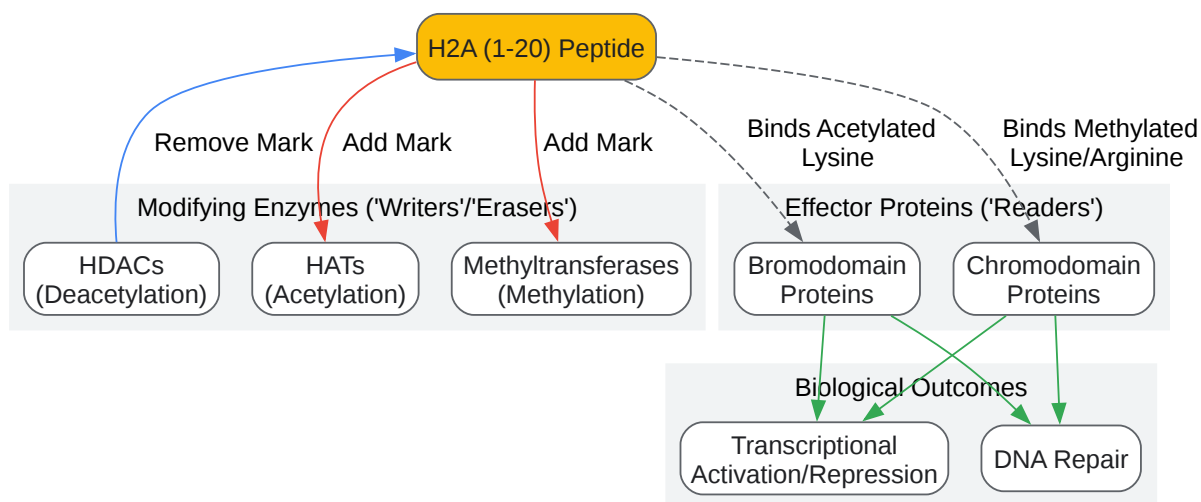 H2A (1-20) Peptide
Remove Mark
Add Mark
Add Mark
Binds Acetylated
Lysine
Binds Methylated
Lysine/Arginine
Modifying Enzymes ('Writers'/'Erasers')
HDACs
(Deacetylation)
HATs
(Acetylation)
Methyltransferases
(Methylation)
Effector Proteins ('Readers')
Bromodomain
Proteins
Chromodomain
Proteins
Biological Outcomes
Transcriptional
Activation/Repression
DNA Repair